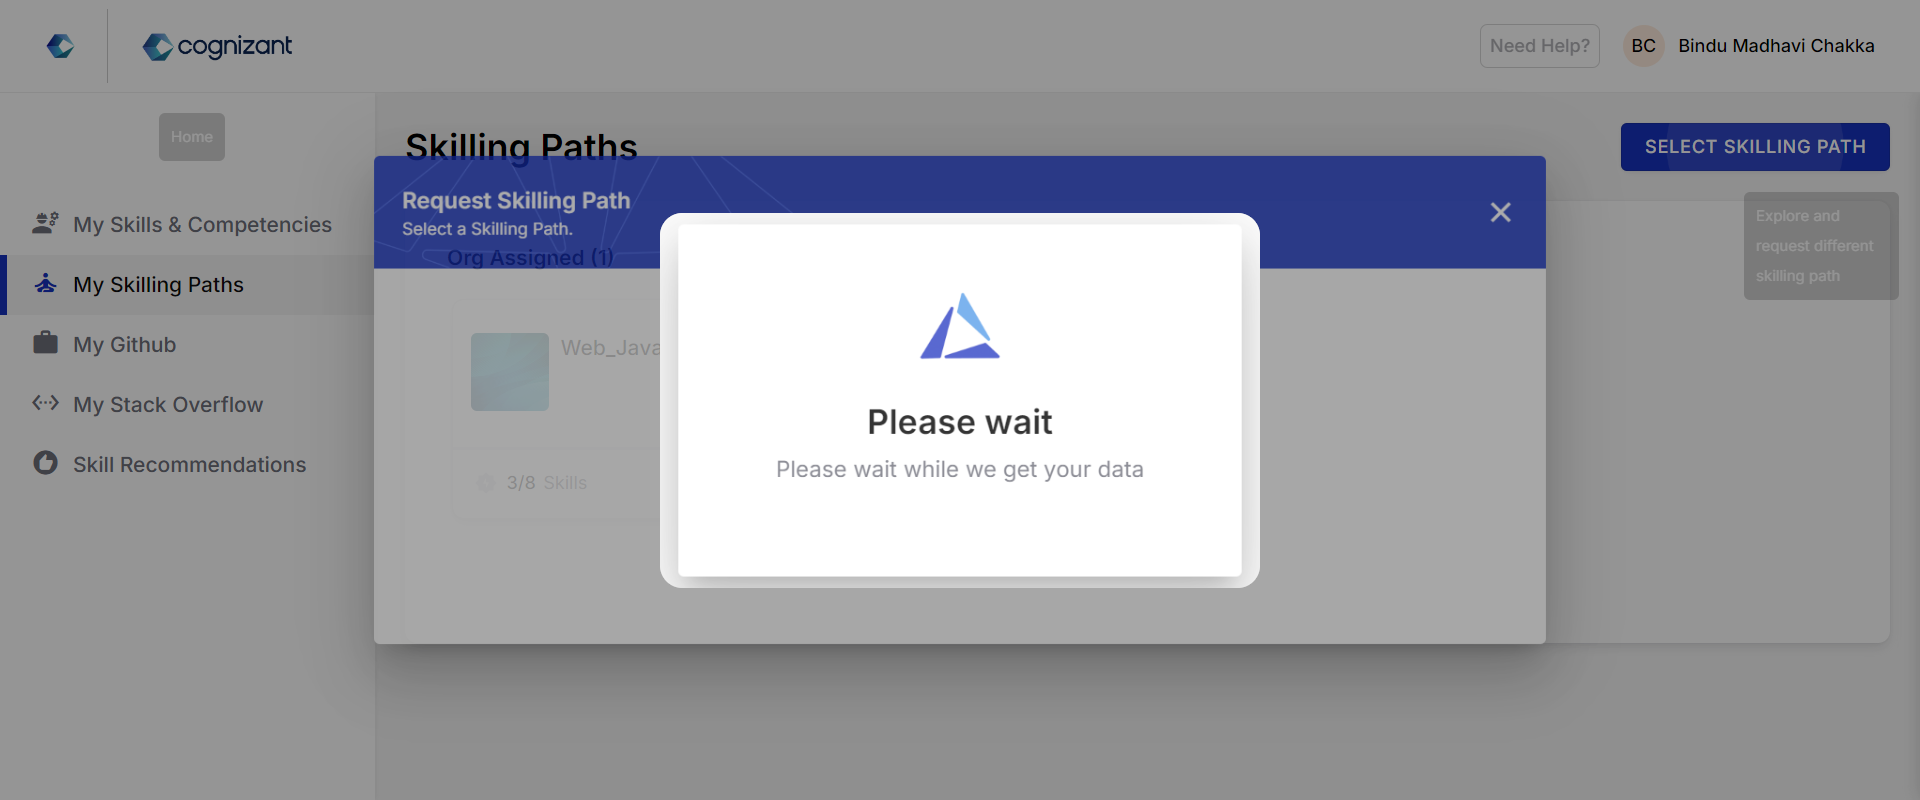 cognizant
Need Help?
BC
Bindu Madhavi Chakka
Home
My Skills & Competencies
My Skilling Paths
My Github
My Stack Overflow
Skill Recommendations
Skilling Paths
SELECT SKILLING PATH
Explore and
request different
skilling path
Request Skilling Path
Select a Skilling Path.
Org Assigned (1)
Web_Java
3/8 Skills
Please wait
Please wait while we get your data